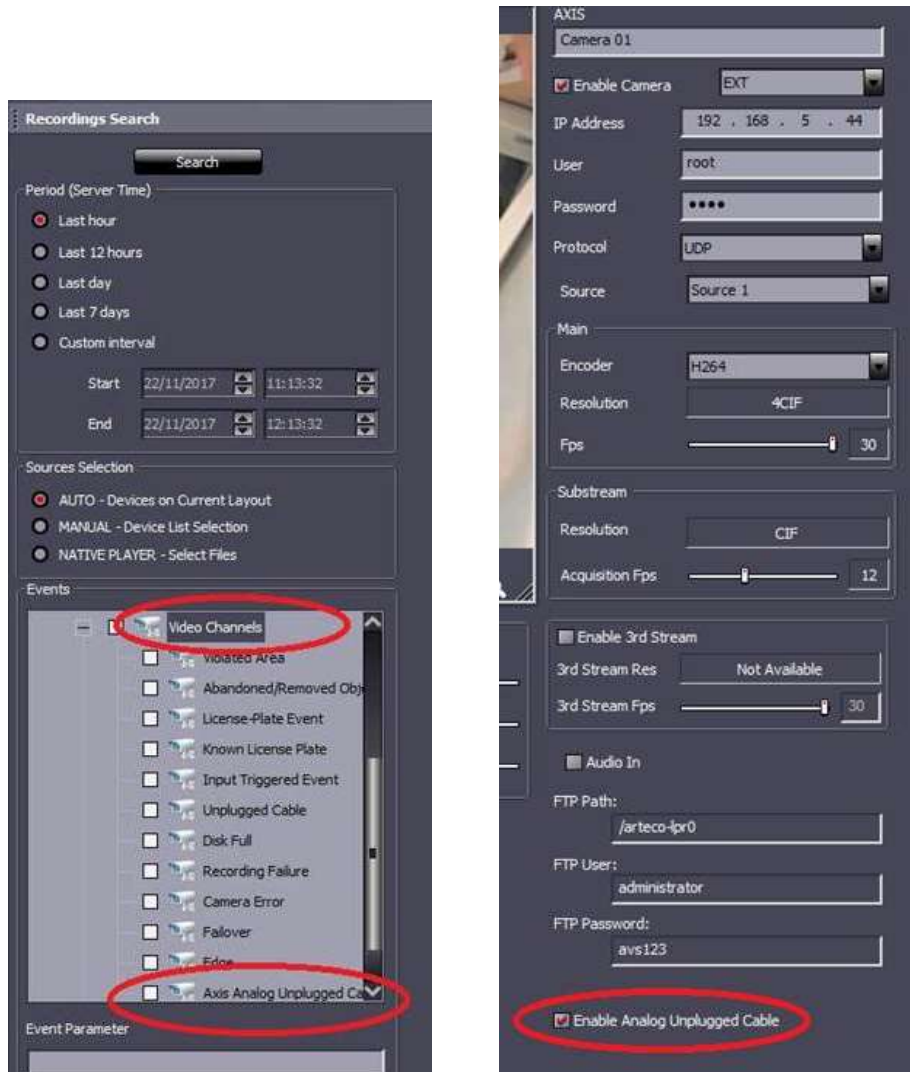 Recordings Search
Search
Period (Server Time)
Last hour
Last 12 hours
Last day
Last 7 days
Custom interval
Start 22/11/2017 11:13:32
End 22/11/2017 12:13:32
Sources Selection
AUTO - Devices on Current Layout
MANUAL - Device List Selection
NATIVE PLAYER - Select Files
Events
Video Channels
Violated Area
Abandoned/Removed Obj
License-Plate Event
Known License Plate
Input Triggered Event
Unplugged Cable
Disk Full
Recording Failure
Camera Error
Failover
Edge
Axis Analog Unplugged Ca
Event Parameter
AXIS
Camera 01
Enable Camera EXT
IP Address 192 . 168 . 5 . 44
User root
Password ••••
Protocol UDP
Source Source 1
Main
Encoder H264
Resolution 4CIF
Fps 30
Substream
Resolution CIF
Acquisition Fps 12
Enable 3rd Stream
3rd Stream Res Not Available
3rd Stream Fps 30
Audio In
FTP Path:
/arteco-lpr0
FTP User:
administrator
FTP Password:
avs123
Enable Analog Unplugged Cable